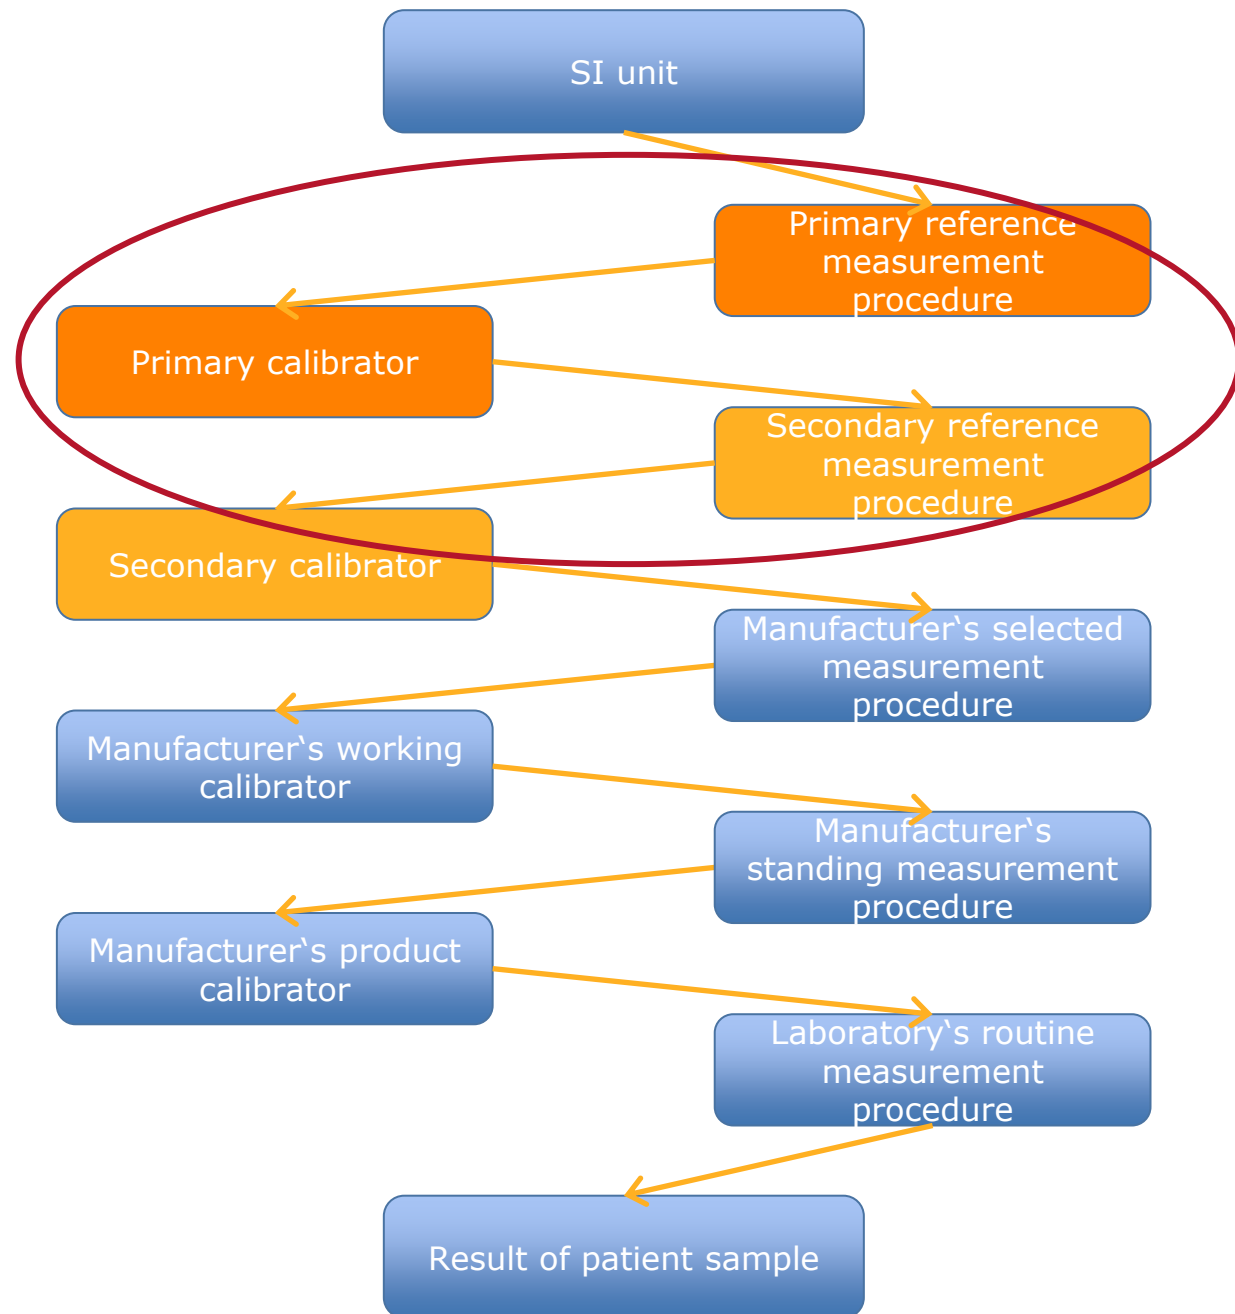 SI unit
Primary reference
measurement
procedure
Primary calibrator
Secondary reference
measurement
procedure
Secondary calibrator
Manufacturer‘s selected
measurement
procedure
Manufacturer‘s working
calibrator
Manufacturer‘s
standing measurement
procedure
Manufacturer‘s product
calibrator
Laboratory‘s routine
measurement
procedure
Result of patient sample